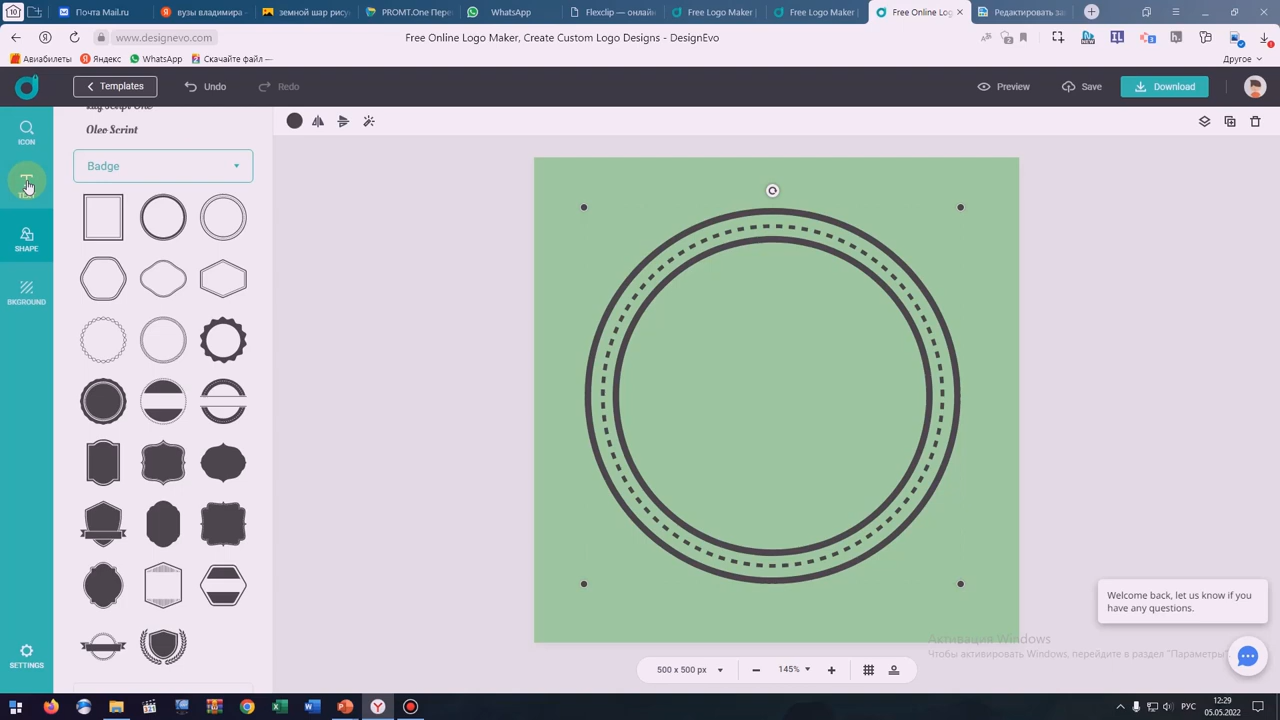 Почта Mail.ru
вузы владимира -
земной шар рису
PROMT.One Пере
WhatsApp
Flexclip — онлайн
Free Logo Maker
Free Logo Maker
Free Online Log
Редактировать за
www.designevo.com
Free Online Logo Maker, Create Custom Logo Designs - DesignEvo
Авиабилеты
Яндекс
WhatsApp
Скачайте файл —
Другое
Templates
Undo
Redo
Preview
Save
Download
ICON
TEXT
SHAPE
BKGROUND
SETTINGS
Oleo Script
Badge
Welcome back, let us know if you
have any questions.
Активация Windows
Чтобы активировать Windows, перейдите в раздел "Параметры
500 x 500 px
145%
РУС
12:29
05.05.2022